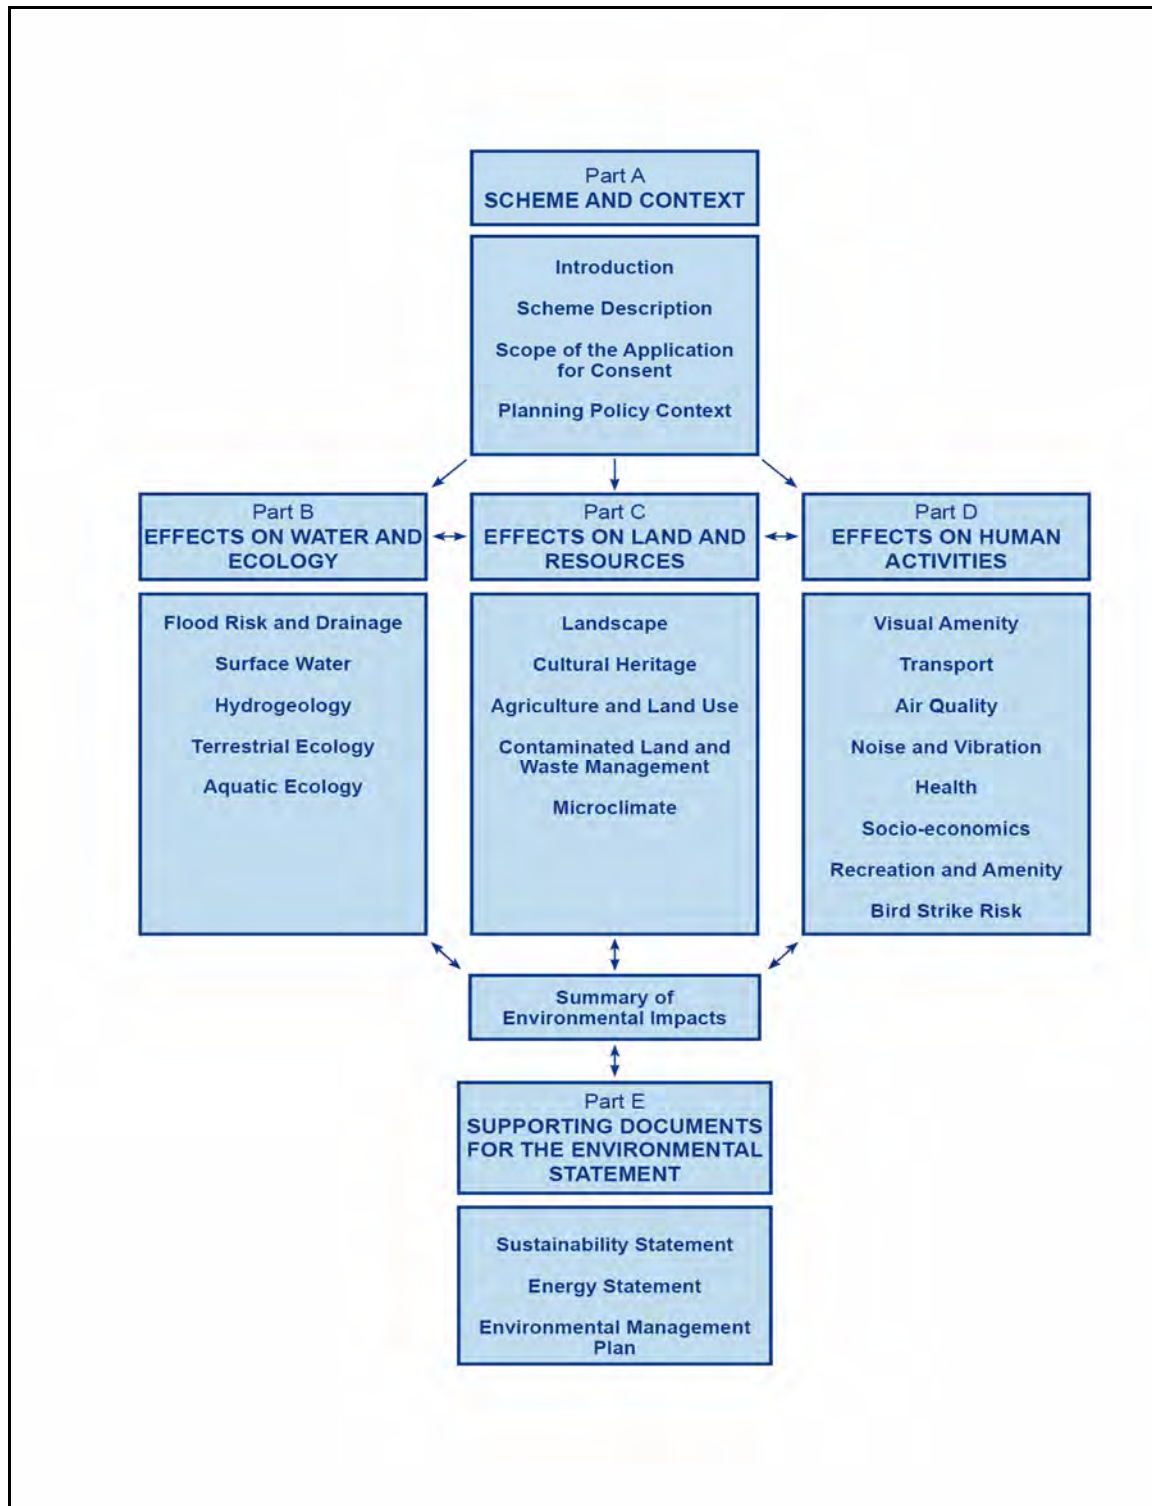 Part A
SCHEME AND CONTEXT
Introduction
Scheme Description
Scope of the Application
for Consent
Planning Policy Context
Part B
EFFECTS ON WATER AND
ECOLOGY
Flood Risk and Drainage
Surface Water
Hydrogeology
Terrestrial Ecology
Aquatic Ecology
Part C
EFFECTS ON LAND AND
RESOURCES
Landscape
Cultural Heritage
Agriculture and Land Use
Contaminated Land and
Waste Management
Microclimate
Part D
EFFECTS ON HUMAN
ACTIVITIES
Visual Amenity
Transport
Air Quality
Noise and Vibration
Health
Socio-economics
Recreation and Amenity
Bird Strike Risk
Summary of
Environmental Impacts
Part E
SUPPORTING DOCUMENTS
FOR THE ENVIRONMENTAL
STATEMENT
Sustainability Statement
Energy Statement
Environmental Management
Plan